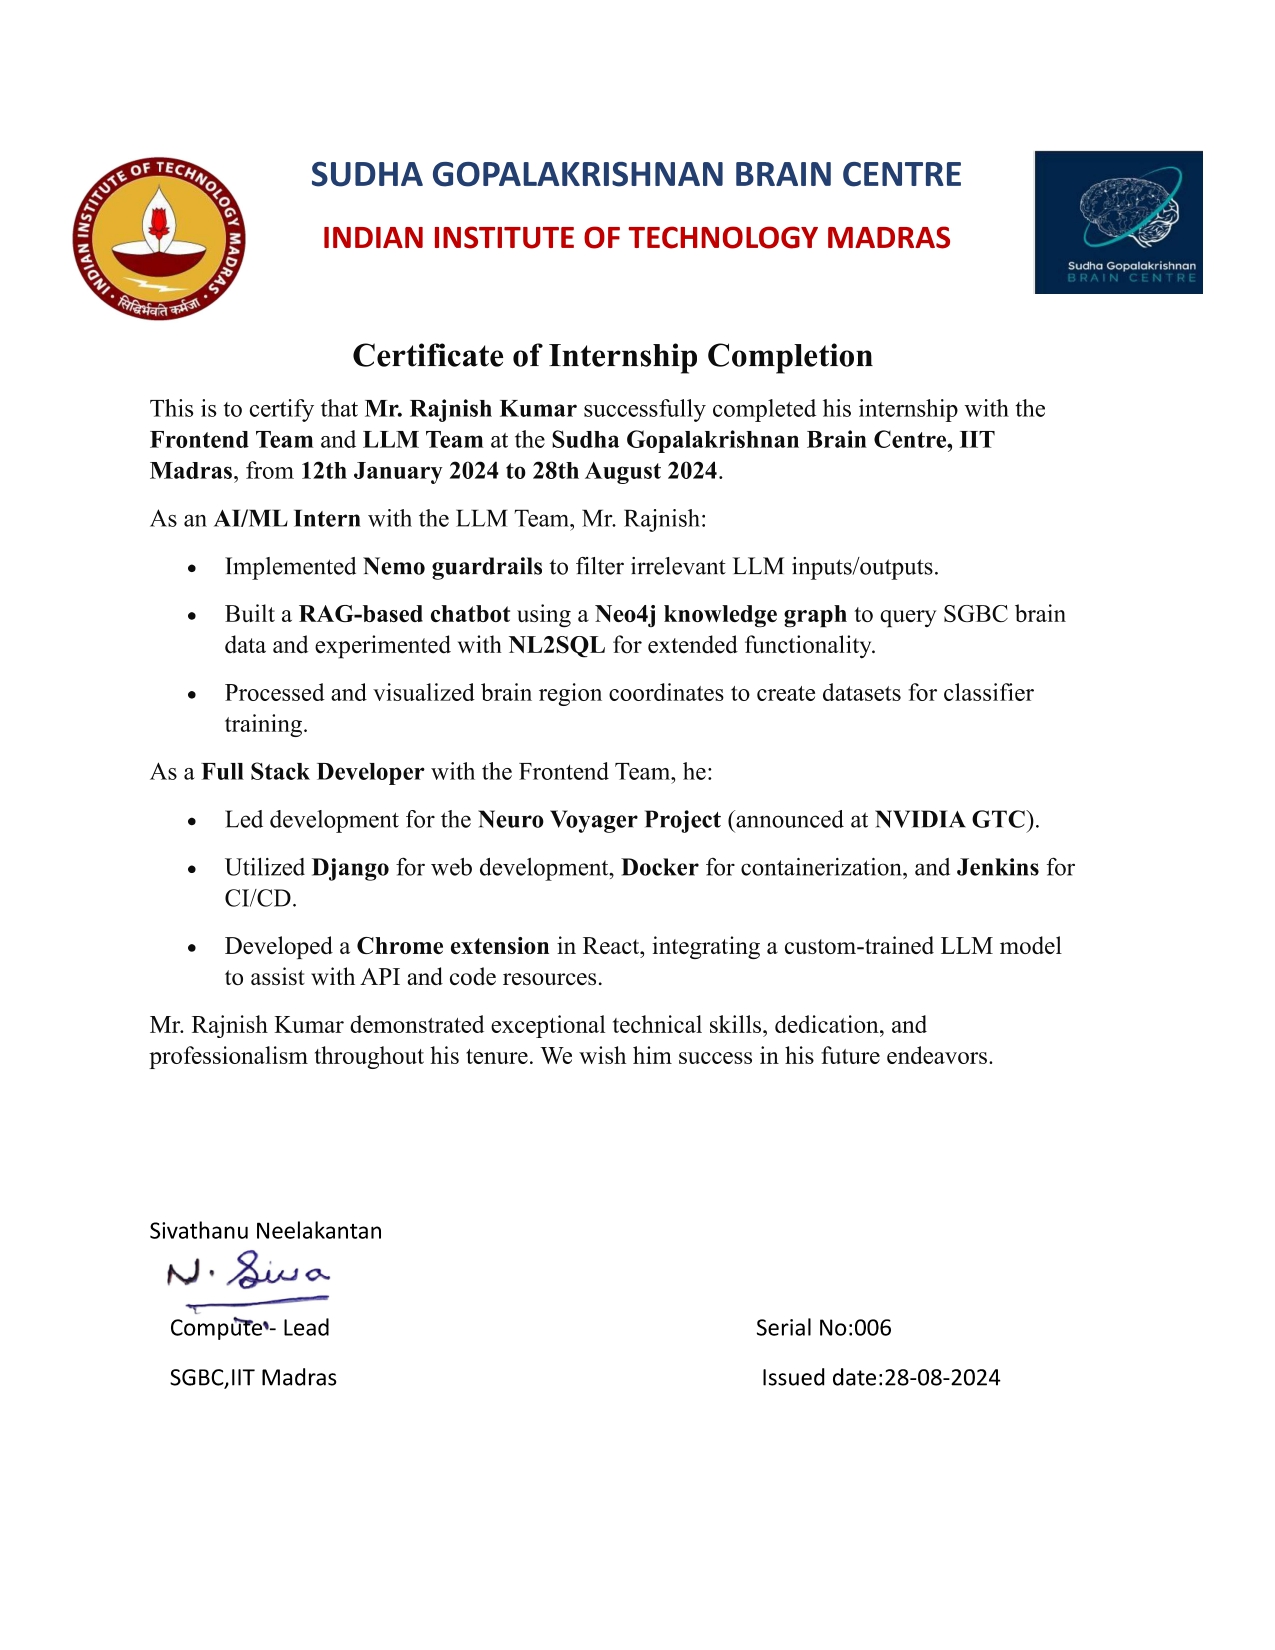 INDIAN INSTITUTE OF TECHNOLOGY MADRAS
सिद्धिर्भवति कर्मजा
SUDHA GOPALAKRISHNAN BRAIN CENTRE
INDIAN INSTITUTE OF TECHNOLOGY MADRAS
Sudha Gopalakrishnan
BRAIN CENTRE
Certificate of Internship Completion
This is to certify that Mr. Rajnish Kumar successfully completed his internship with the
Frontend Team and LLM Team at the Sudha Gopalakrishnan Brain Centre, IIT
Madras, from 12th January 2024 to 28th August 2024.
As an AI/ML Intern with the LLM Team, Mr. Rajnish:
• Implemented Nemo guardrails to filter irrelevant LLM inputs/outputs.
• Built a RAG-based chatbot using a Neo4j knowledge graph to query SGBC brain
data and experimented with NL2SQL for extended functionality.
• Processed and visualized brain region coordinates to create datasets for classifier
training.
As a Full Stack Developer with the Frontend Team, he:
• Led development for the Neuro Voyager Project (announced at NVIDIA GTC).
• Utilized Django for web development, Docker for containerization, and Jenkins for
CI/CD.
• Developed a Chrome extension in React, integrating a custom-trained LLM model
to assist with API and code resources.
Mr. Rajnish Kumar demonstrated exceptional technical skills, dedication, and
professionalism throughout his tenure. We wish him success in his future endeavors.
Sivathanu Neelakantan
N. Siva
Compute - Lead
Serial No:006
SGBC,IIT Madras
Issued date:28-08-2024